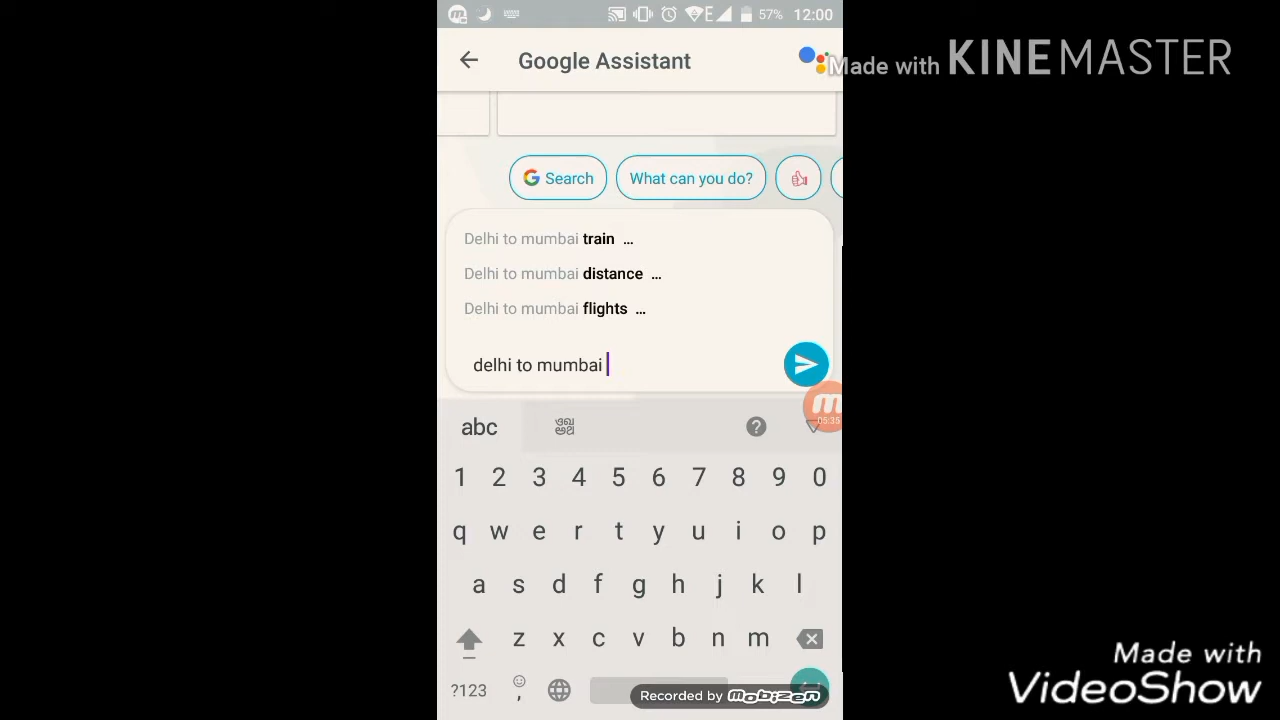 57% 12:00
Google Assistant
Made with KINEMASTER
Search What can you do?
Delhi to mumbai train ...
Delhi to mumbai distance ...
Delhi to mumbai flights ...
delhi to mumbai
05:35
abc
1 2 3 4 5 6 7 8 9 0
q w e r t y u i o p
a s d f g h j k l
z x c v b n m
?123 ,
Recorded by mobizen
Made with
VideoShow